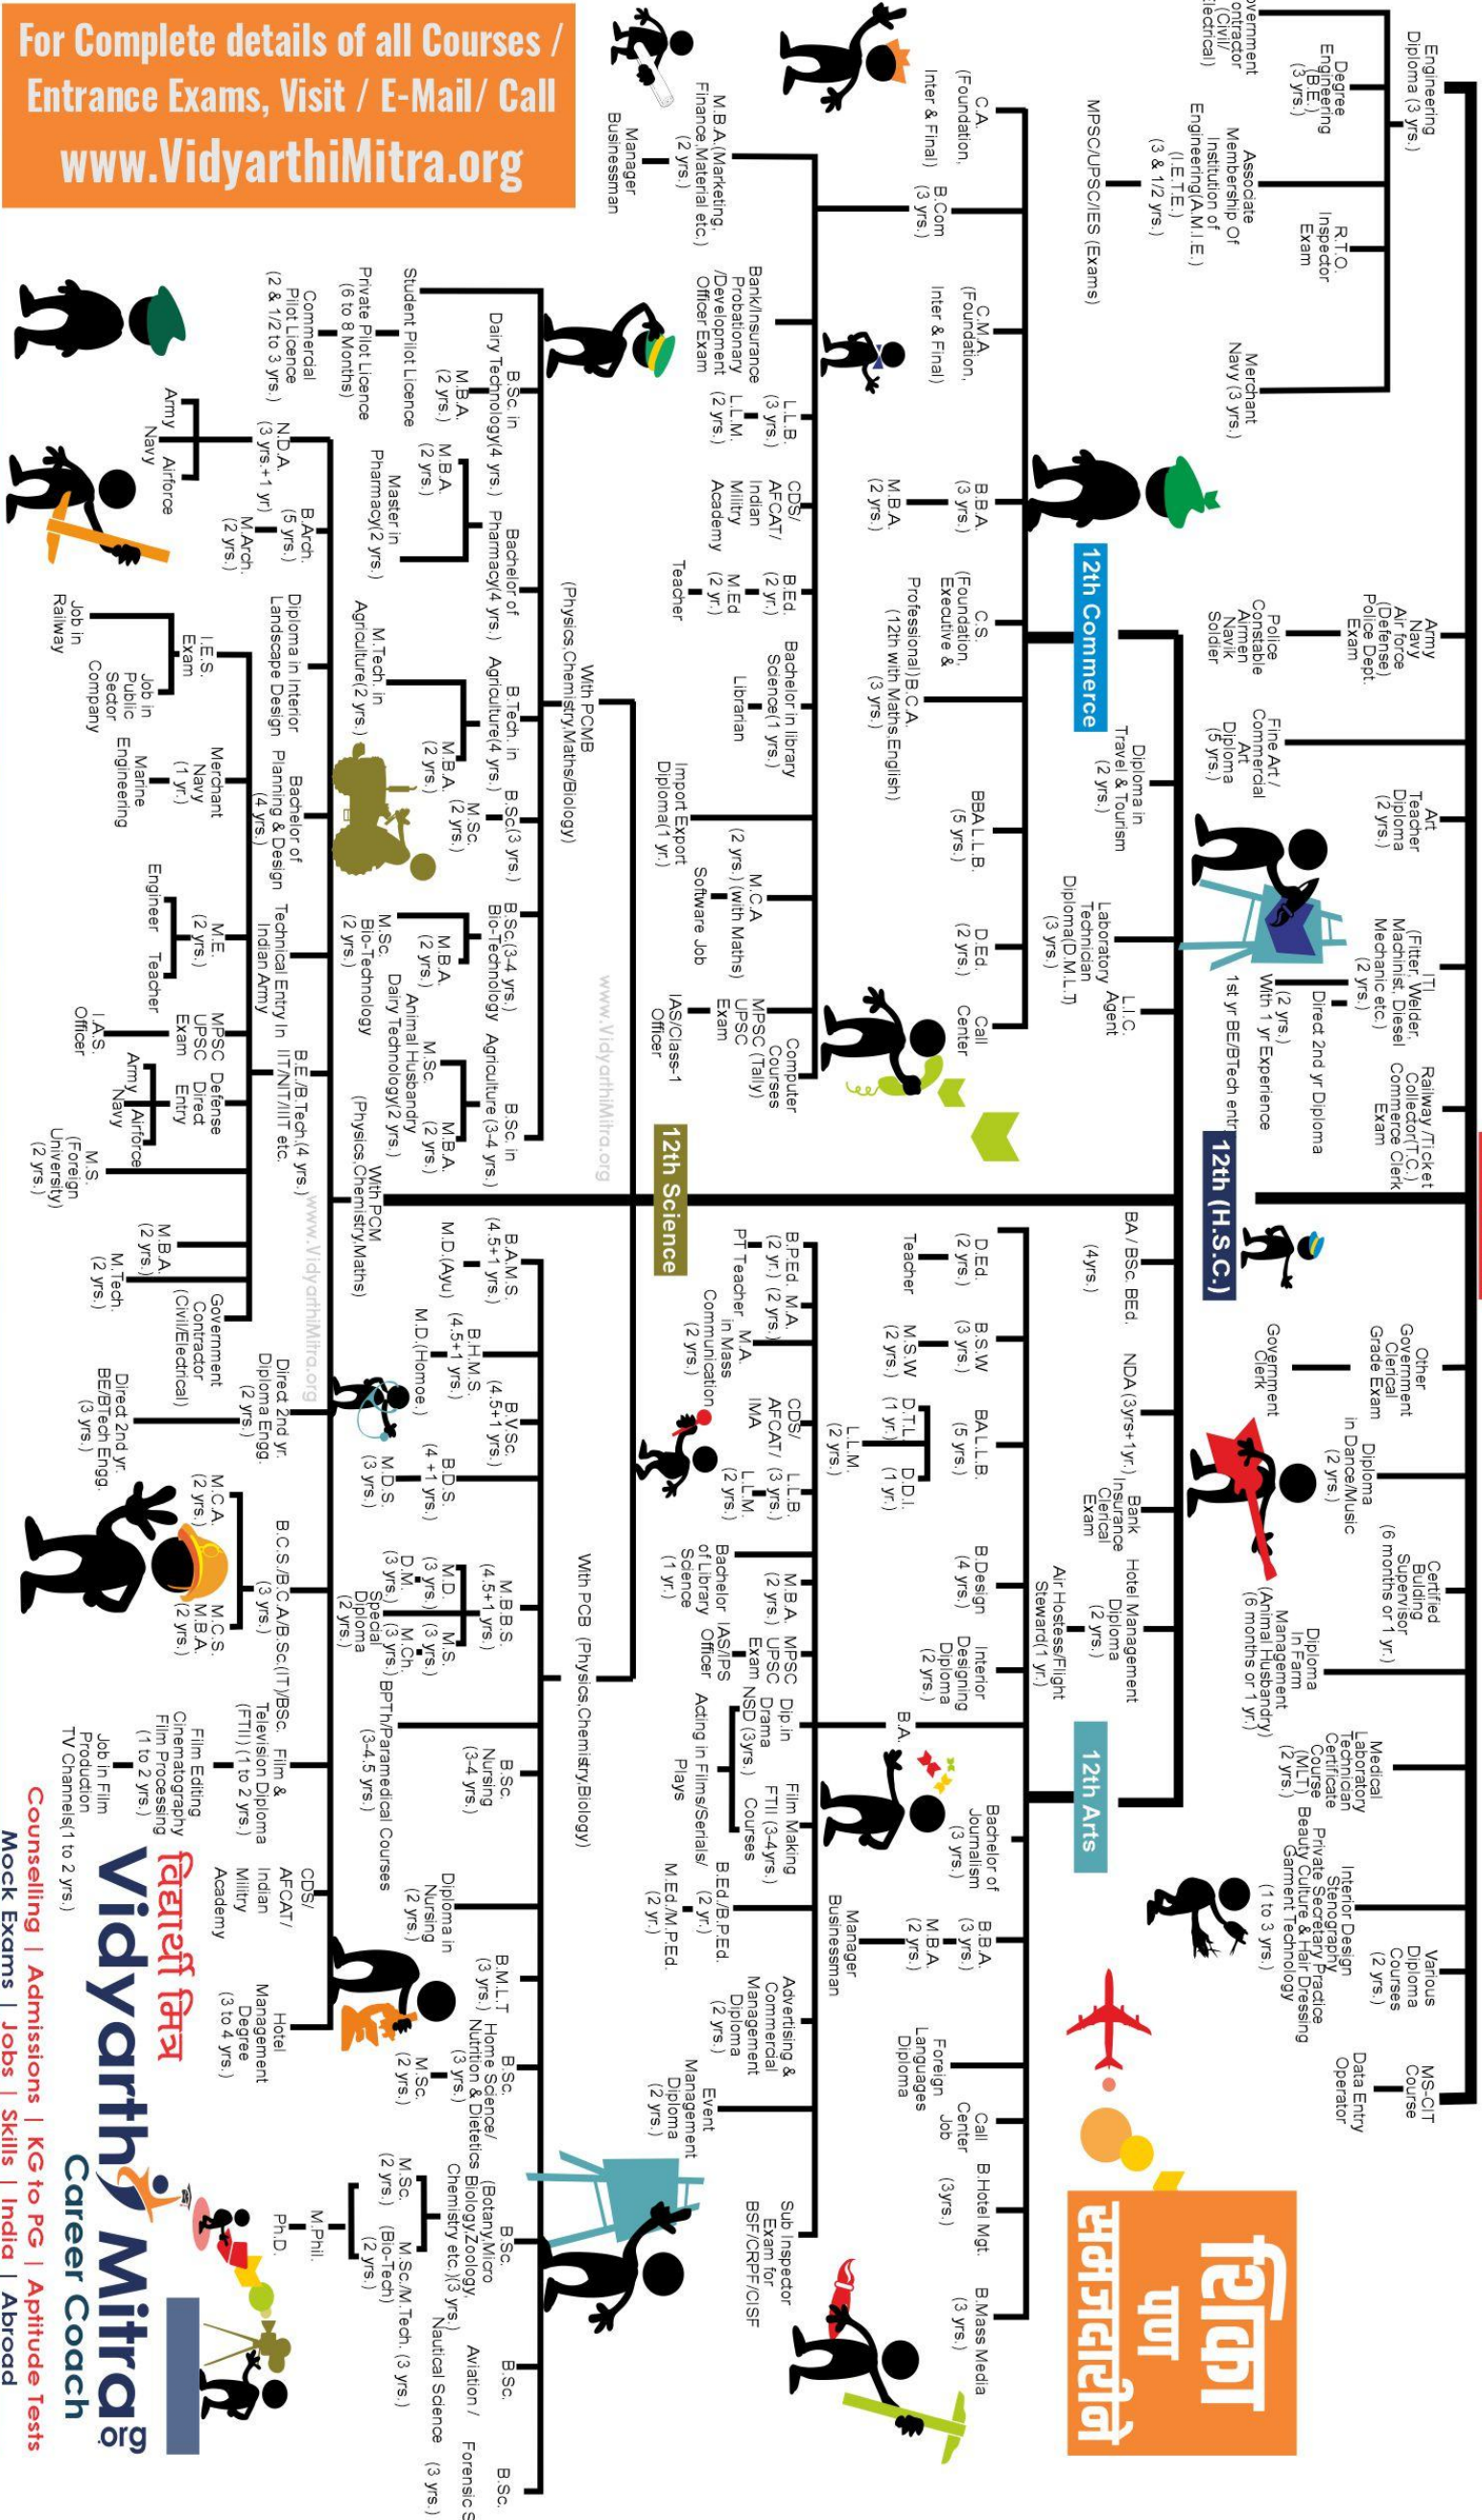 Engineering
Diploma (3 yrs.)
Degree
Engineering
(B.E.)
(3 yrs.)
(Civil/
Associate
Membership Of
Institution of
Engineering(A.M.I.E.)
(I.E.T.E.)
(3 & 1/2 yrs.)
MPSC/UPSC/IES (Exams)
R.T.O.
Inspector
Exam
Merchant
Navy (3 yrs.)
Army
Navy
Air force
(Defense)
Police Dept.
Exam
Police
Constable
Airmen
Navik
Soldier
Fine Art /
Commercial
Art
Diploma
(5 yrs.)
Art
Teacher
Diploma
(2 yrs.)
ITI
(Fitter, Welder,
Machinist, Diesel
Mechanic etc.)
(2 yrs.)
Direct 2nd yr Diploma
(2 yrs.)
With 1 yr Experience
1st yr BE/BTech entry
Railway /Ticket
Collector(T.C.)
Commerce Clerk
Exam
12th (H.S.C.)
Other
Government
Clerical
Grade Exam
Government
Clerk
Diploma
in Dance/Music
(2 yrs.)
Certified
Bulding
Supervisor
(6 months or 1 yr.)
Diploma
In Farm
Management
(Animal Husbandry)
(6 months or 1 yr.)
Medical
Laboratory
Technician
Certificate
Course
(MLT)
(2 yrs.)
Interior Design
Stenography
Private Secretary Practice
Beauty Culture & Hair Dressing
Garment Technology
(1 to 3 yrs.)
Various
Diploma
Courses
(2 yrs.)
MS-CIT
Course
Data Entry
Operator
शिका
पण
समजदारीने
Diploma in
Travel & Tourism
(2 yrs.)
Laboratory
Technician
Diploma(D.M.L.T)
(3 yrs.)
L.I.C.
Agent
BA / BSc. BEd.
(4yrs.)
NDA (3yrs+1yr.)
Bank
Insurance
Clerical
Exam
Hotel Management
Diploma
(2 yrs.)
Air Hostess/Flight
Steward(1 yr.)
12th Commerce
C.A.
(Foundation,
Inter & Final)
B.Com
(3 yrs.)
C.M.A.
(Foundation,
Inter & Final)
B.B.A.
(3 yrs.)
M.B.A.
(2 yrs.)
C.S.
(Foundation,
Executive &
Professional)
B.C.A.
(12th with Maths,English)
(3 yrs.)
BBA L.L.B.
(5 yrs.)
D.Ed.
(2 yrs.)
Call
Center
M.B.A.(Marketing,
Finance,Material etc.)
(2 yrs.)
Manager
Businessman
Bank/Insurance
Probationary
/Development
Officer Exam
L.L.B.
(3 yrs.)
L.L.M.
(2 yrs.)
CDS/
AFCAT/
Indian
Militry
Academy
B.Ed.
(2 yr.)
M.Ed
(2 yr.)
Teacher
Bachelor in library
Science(1 yrs.)
Librarian
Import Export
Diploma(1 yr.)
M.C.A
(2 yrs.) (with Maths)
Software Job
Computer
Courses
(Tally)
MPSC
UPSC
Exam
IAS/Class-1
Officer
12th Arts
D.Ed.
(2 yrs.)
Teacher
B.S.W
(3 yrs.)
M.S.W
(2 yrs.)
BA L.L.B.
(5 yrs.)
D.T.L.
(1 yr.)
D.D.I.
(1 yr.)
L.L.M.
(2 yrs.)
B.Design
(4 yrs.)
Interior
Designing
Diploma
(2 yrs.)
B.A.
Bachelor of
Journalism
(3 yrs.)
B.B.A.
(3 yrs.)
M.B.A.
(2 yrs.)
Manager
Businessman
Foreign
Languages
Diploma
Call
Center
Job
B.Hotel Mgt.
(3yrs.)
B.Mass Media
(3 yrs.)
B.P.Ed.
(2 yr.)
PT Teacher
M.A.
(2 yrs.)
M.A.
in Mass
Communication
(2 yrs.)
CDS/
AFCAT/
IMA
L.L.B.
(3 yrs.)
L.L.M.
(2 yrs.)
Bachelor
of Library
Science
(1 yr.)
M.B.A.
(2 yrs.)
MPSC
UPSC
Exam
IAS/IPS
Officer
Dip.in
Drama
NSD (3yrs.)
Film Making
FTII (3-4yrs.)
Courses
Acting in Films/Serials/
Plays
B.Ed./B.P.Ed.
(2 yr.)
M.Ed./M.P.Ed.
(2 yr.)
Advertising &
Commercial
Management
Diploma
(2 yrs.)
Event
Management
Diploma
(2 yrs.)
Sub Inspector
Exam for
BSF/CRPF/CISF
12th Science
www.VidyarthiMitra.org
With PCMB
(Physics,Chemistry,Maths/Biology)
Student Pilot Licence
Private Pilot Licence
(6 to 8 Months)
Commercial
Pilot Licence
(2 & 1/2 to 3 yrs.)
B.Sc. in
Dairy Technology(4 yrs.)
M.B.A.
(2 yrs.)
Bachelor of
Pharmacy(4 yrs.)
M.B.A.
(2 yrs.)
Master in
Pharmacy(2 yrs.)
B.Tech. in
Agriculture(4 yrs.)
M.Tech. in
Agriculture(2 yrs.)
M.B.A.
(2 yrs.)
B.Sc(3 yrs.)
M.Sc.
(2 yrs.)
B.Sc.(3-4 yrs.)
Bio-Technology
M.B.A.
(2 yrs.)
M.Sc.
Bio-Technology
(2 yrs.)
B.Sc. in
Agriculture (3-4 yrs.)
M.Sc.
Animal Husbandry
Dairy Technology(2 yrs.)
M.B.A.
(2 yrs.)
With PCB (Physics,Chemistry,Biology)
B.A.M.S.
(4.5+1 yrs.)
M.D.(Ayu)
B.H.M.S.
(4.5+1 yrs.)
M.D.(Homoe.)
B.V.Sc.
(4.5+1 yrs.)
B.D.S.
(4 +1 yrs.)
M.D.S.
(3 yrs.)
M.B.B.S.
(4.5+1 yrs.)
M.D.
(3 yrs.)
M.S.
(3 yrs.)
D.M.
(3 yrs.)
M.Ch.
(3 yrs.)
Special
Diploma
(2 yrs.)
BPTh/Paramedical Courses
(3-4.5 yrs.)
B.Sc.
Nursing
(3-4 yrs.)
Diploma in
Nursing
(2 yrs.)
B.M.L.T
(3 yrs.)
B.Sc.
Home Science/
Nutrition & Dietetics
(3 yrs.)
M.Sc.
(2 yrs.)
B.Sc.
(Botany,Micro
Biology,Zoology,
Chemistry etc.)(3 yrs.)
M.Sc.
(2 yrs.)
M.Sc./M.Tech. (3 yrs.)
(Bio-Tech)
(2 yrs.)
M.Phil.
Ph.D.
B.Sc.
Aviation /
Nautical Science
B.Sc.
(3 yrs.)
With PCM
(Physics,Chemistry,Maths)
www.VidyarthiMitra.org
N.D.A.
(3 yrs.+ 1 yr)
Army
Navy
Airforce
B.Arch.
(5 yrs.)
M.Arch.
(2 yrs.)
Diploma in Interior
Landscape Design
Bachelor of
Planning & Design
(4 yrs.)
Technical Entry In
Indian Army
B.E./B.Tech.(4 yrs.)
IIT/NIT/IIIT etc.
I.E.S.
Exam
Job in
Railway
Job in
Public
Sector
Company
Merchant
Navy
(1 yr.)
Marine
Engineering
M.E.
(2 yrs.)
Engineer
Teacher
MPSC
UPSC
Exam
I.A.S.
Officer
Defense
Direct
Entry
Army
Navy
Airforce
M.S.
(Foreign
University)
(2 yrs.)
M.B.A.
(2 yrs.)
M.Tech.
(2 yrs.)
Government
Contractor
(Civil/Electrical)
Direct 2nd yr.
Diploma Engg.
(2 yrs.)
Direct 2nd yr.
BE/BTech Engg.
(3 yrs.)
B.C.S./B.C.A/B.Sc.(IT)/BSc.
(3 yrs.)
M.C.A.
(2 yrs.)
M.C.S.
M.B.A.
(2 yrs.)
Film &
Television Diploma
(FTII) (1 to 2 yrs.)
Film Editing
Cinematography
Film Processing
(1 to 2 yrs.)
Job in Film
Production
TV Channels(1 to 2 yrs.)
CDS/
AFCAT/
Indian
Militry
Academy
Hotel
Management
Degree
(3 to 4 yrs.)
For Complete details of all Courses /
Entrance Exams, Visit / E-Mail/ Call
www.VidyarthiMitra.org
विद्यार्थी मित्र
Vidyarthi Mitra.org
Career Coach
Counselling | Admissions | KG to PG | Aptitude Tests
Mock Exams | Jobs | Skills | India | Abroad